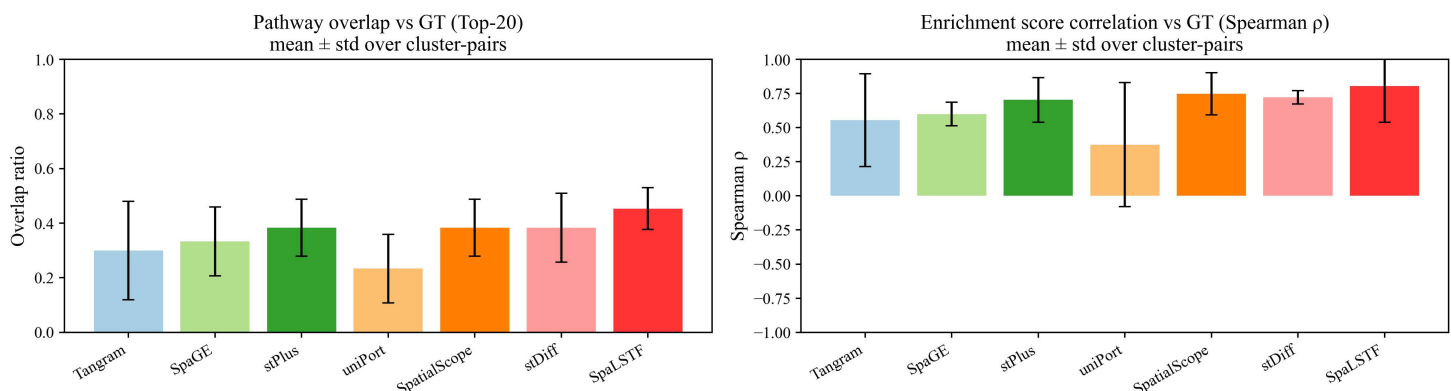 Pathway overlap vs GT (Top-20)
mean ± std over cluster-pairs
Overlap ratio
1.0
0.8
0.6
0.4
0.2
0.0
Tangram
SpaGE
stPlus
uniPort
SpatialScope
stDiff
SpaLSTF
Enrichment score correlation vs GT (Spearman ρ)
mean ± std over cluster-pairs
Spearman ρ
1.00
0.75
0.50
0.25
0.00
−0.25
−0.50
−0.75
−1.00
Tangram
SpaGE
stPlus
uniPort
SpatialScope
stDiff
SpaLSTF